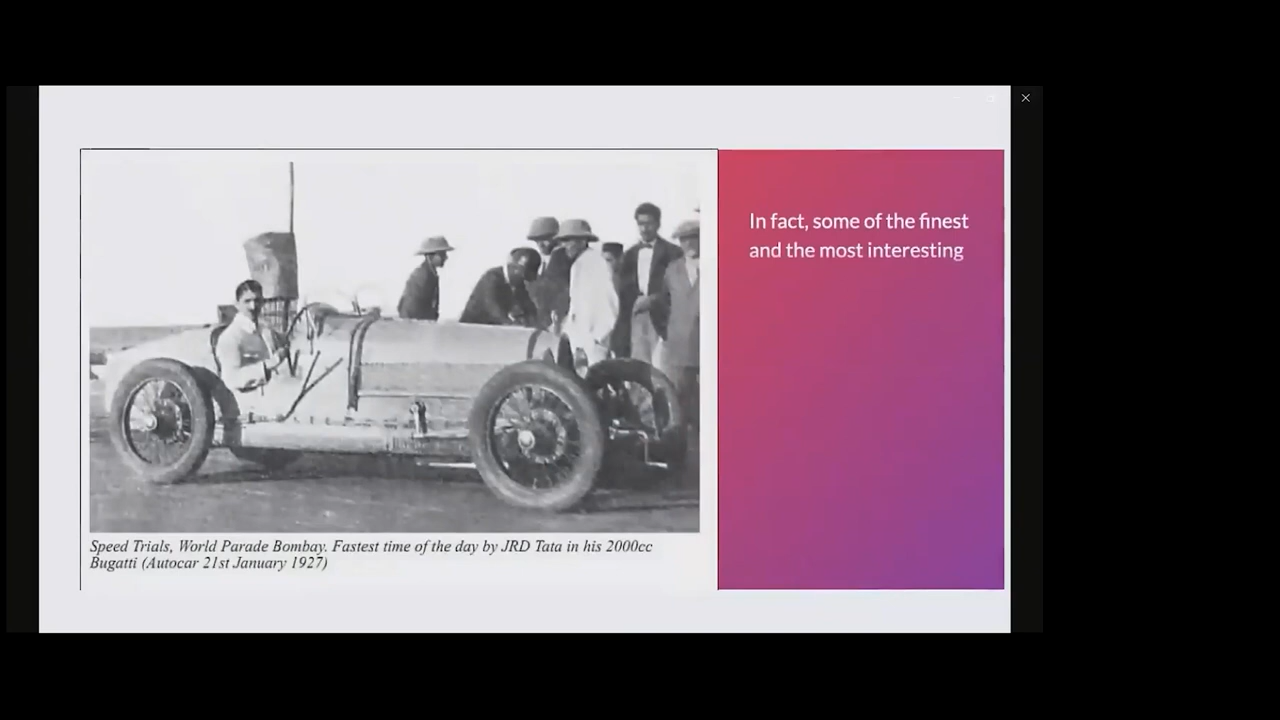 In fact, some of the finest
and the most interesting
Speed Trials, World Parade Bombay. Fastest time of the day by JRD Tata in his 2000cc
Bugatti (Autocar 21st January 1927)